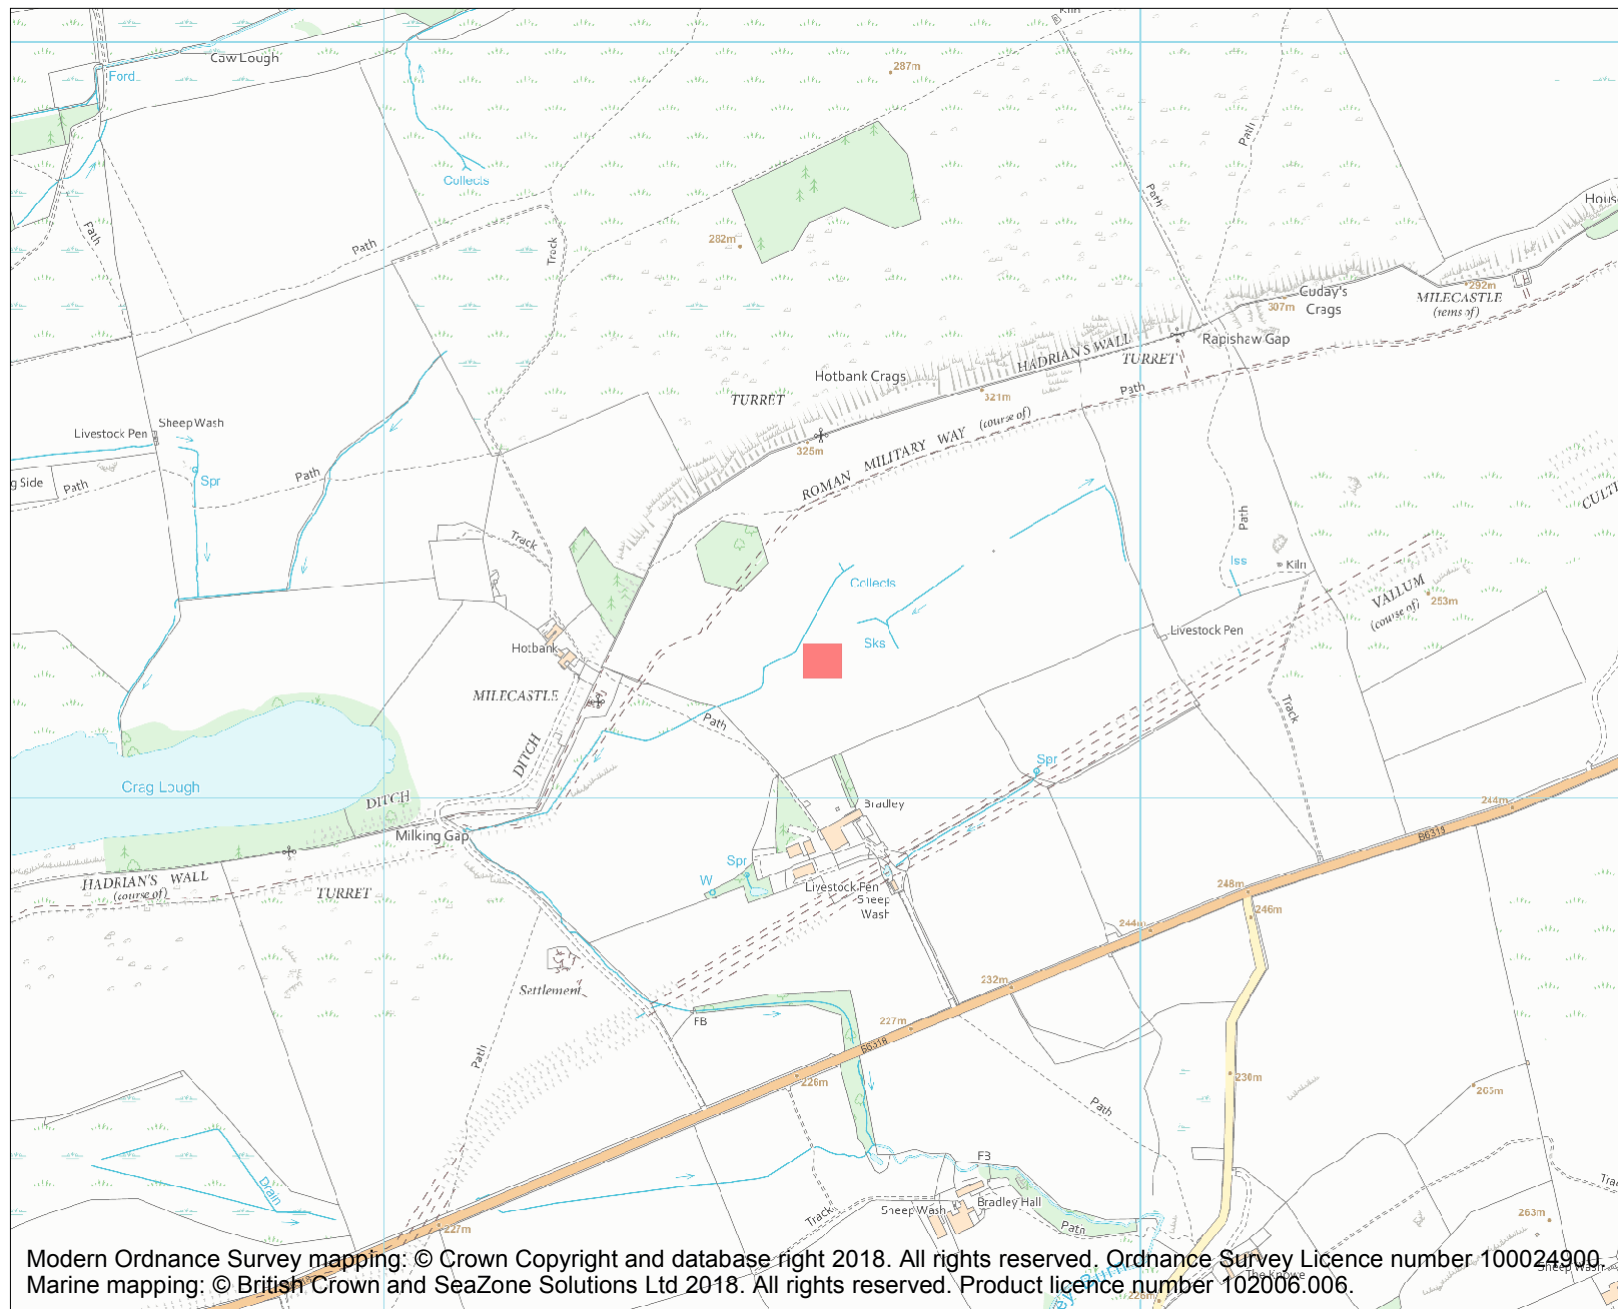 Kiln
Caw Lough
Ford
287m
Collects
Path
Path
Path
Path
Track
282m
Cuday's
Crags
307m
292m
MILECASTLE
(rems of)
Rapishaw Gap
HADRIAN'S WALL
TURRET
Hotbank Crags
TURRET
321m
Path
325m
ROMAN MILITARY WAY (course of)
Sheep Wash
Livestock Pen
Spr
g Side
Path
Path
Track
Path
Iss
Kiln
VALLUM
(course of)
253m
Collects
Sks
Livestock Pen
Hotbank
MILECASTLE
Path
Track
DITCH
Crag Lough
DITCH
Milking Gap
Spr
Bradley
244m
B6318
HADRIAN'S WALL
(course of)
TURRET
Spr
W
Livestock Pen
Sheep
Wash
248m
246m
244m
232m
Settlement
FB
227m
B6318
Path
226m
230m
265m
Path
Drain
FB
Sheep Wash
Bradley Hall
Track
Path
263m
227m
The Knowe
Modern Ordnance Survey mapping: © Crown Copyright and database right 2018. All rights reserved. Ordnance Survey Licence number 100024900.
Marine mapping: © British Crown and SeaZone Solutions Ltd 2018. All rights reserved. Product licence number 102006.006.